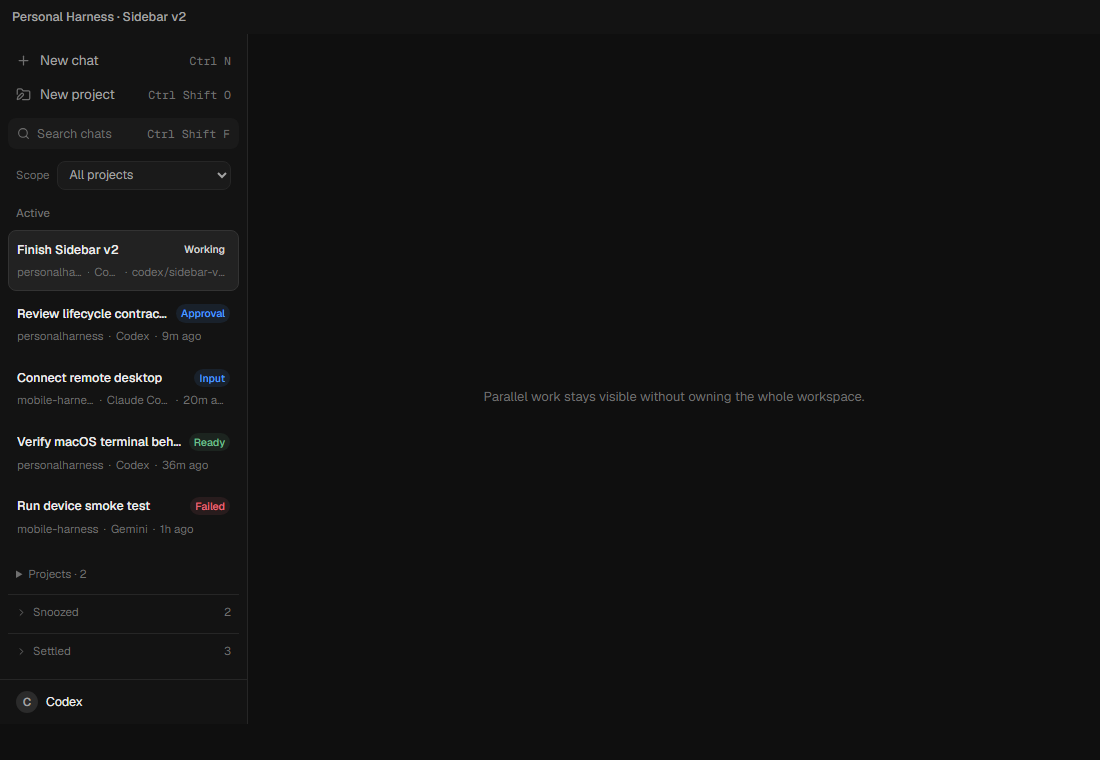 Personal Harness · Sidebar v2
New chat Ctrl N
New project Ctrl Shift O
Search chats Ctrl Shift F
Scope All projects
Active
Finish Sidebar v2 Working
personalha… · Co… · codex/sidebar-v…
Review lifecycle contrac… Approval
personalharness · Codex · 9m ago
Connect remote desktop Input
mobile-harne… · Claude Co… · 20m a…
Verify macOS terminal beh… Ready
personalharness · Codex · 36m ago
Run device smoke test Failed
mobile-harness · Gemini · 1h ago
Projects · 2
Snoozed 2
Settled 3
C Codex
Parallel work stays visible without owning the whole workspace.